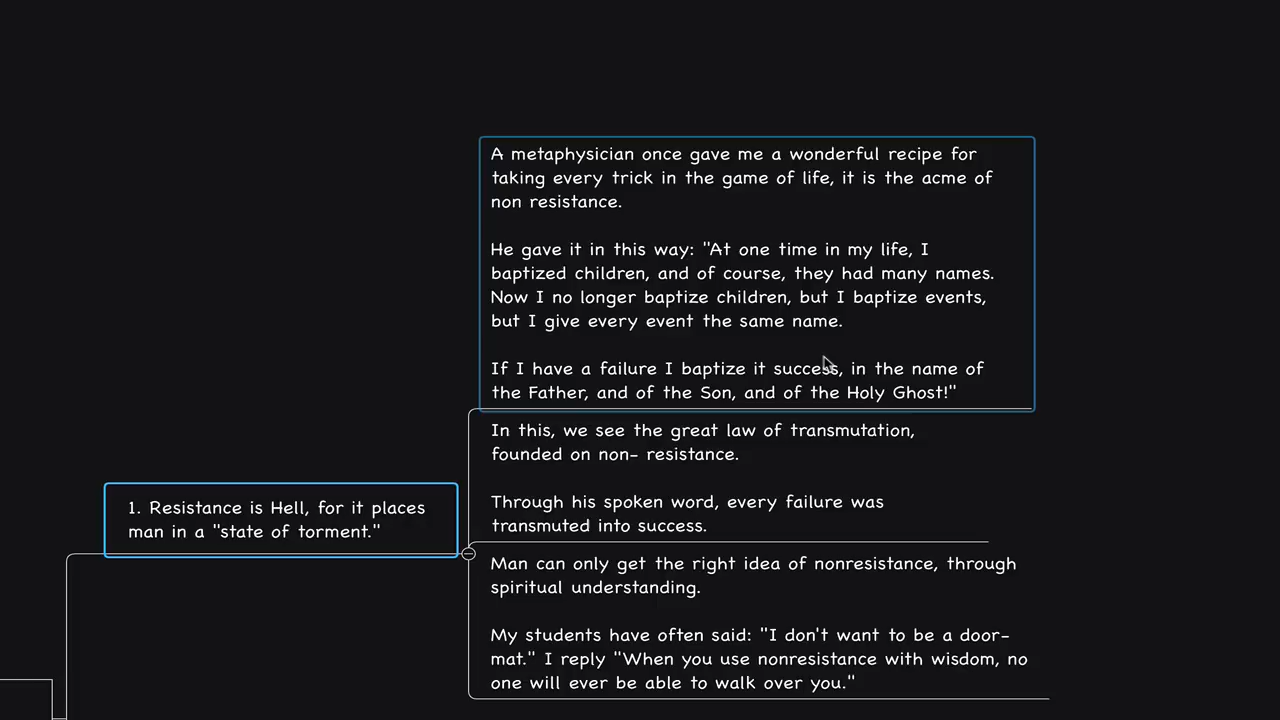 A metaphysician once gave me a wonderful recipe for
taking every trick in the game of life, it is the acme of
non resistance.
He gave it in this way: "At one time in my life, I
baptized children, and of course, they had many names.
Now I no longer baptize children, but I baptize events,
but I give every event the same name.
If I have a failure I baptize it success, in the name of
the Father, and of the Son, and of the Holy Ghost!"
In this, we see the great law of transmutation,
founded on non- resistance.
Through his spoken word, every failure was
transmuted into success.
1. Resistance is Hell, for it places
man in a "state of torment."
Man can only get the right idea of nonresistance, through
spiritual understanding.
My students have often said: "I don't want to be a door-
mat." I reply "When you use nonresistance with wisdom, no
one will ever be able to walk over you."